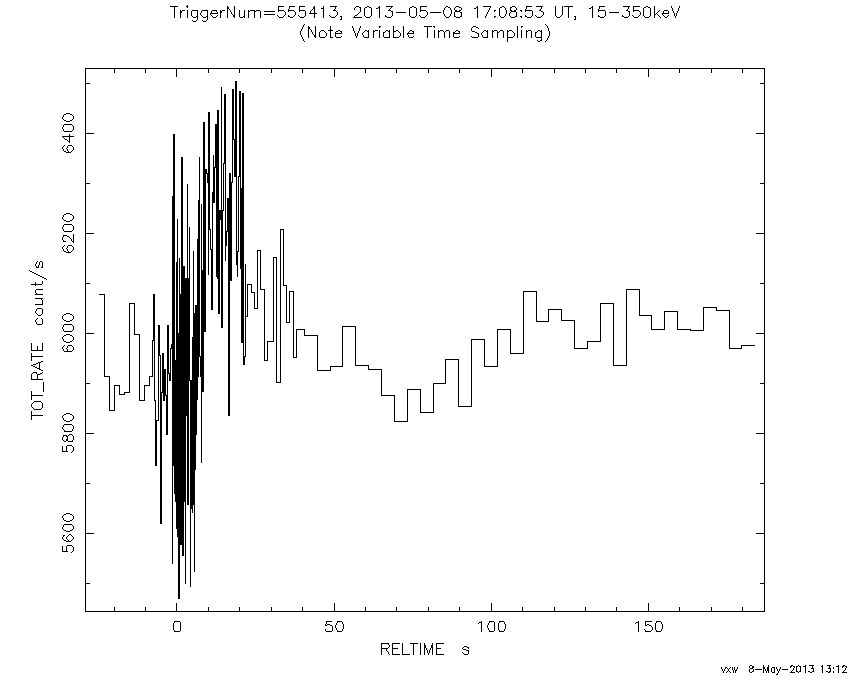 TriggerNum=555413, 2013-05-08 17:08:53 UT, 15-350keV
(Note Variable Time Sampling)
TOT_RATE count/s
6400
6200
6000
5800
5600
0 50 100 150
RELTIME s
vxw 8-May-2013 13:12